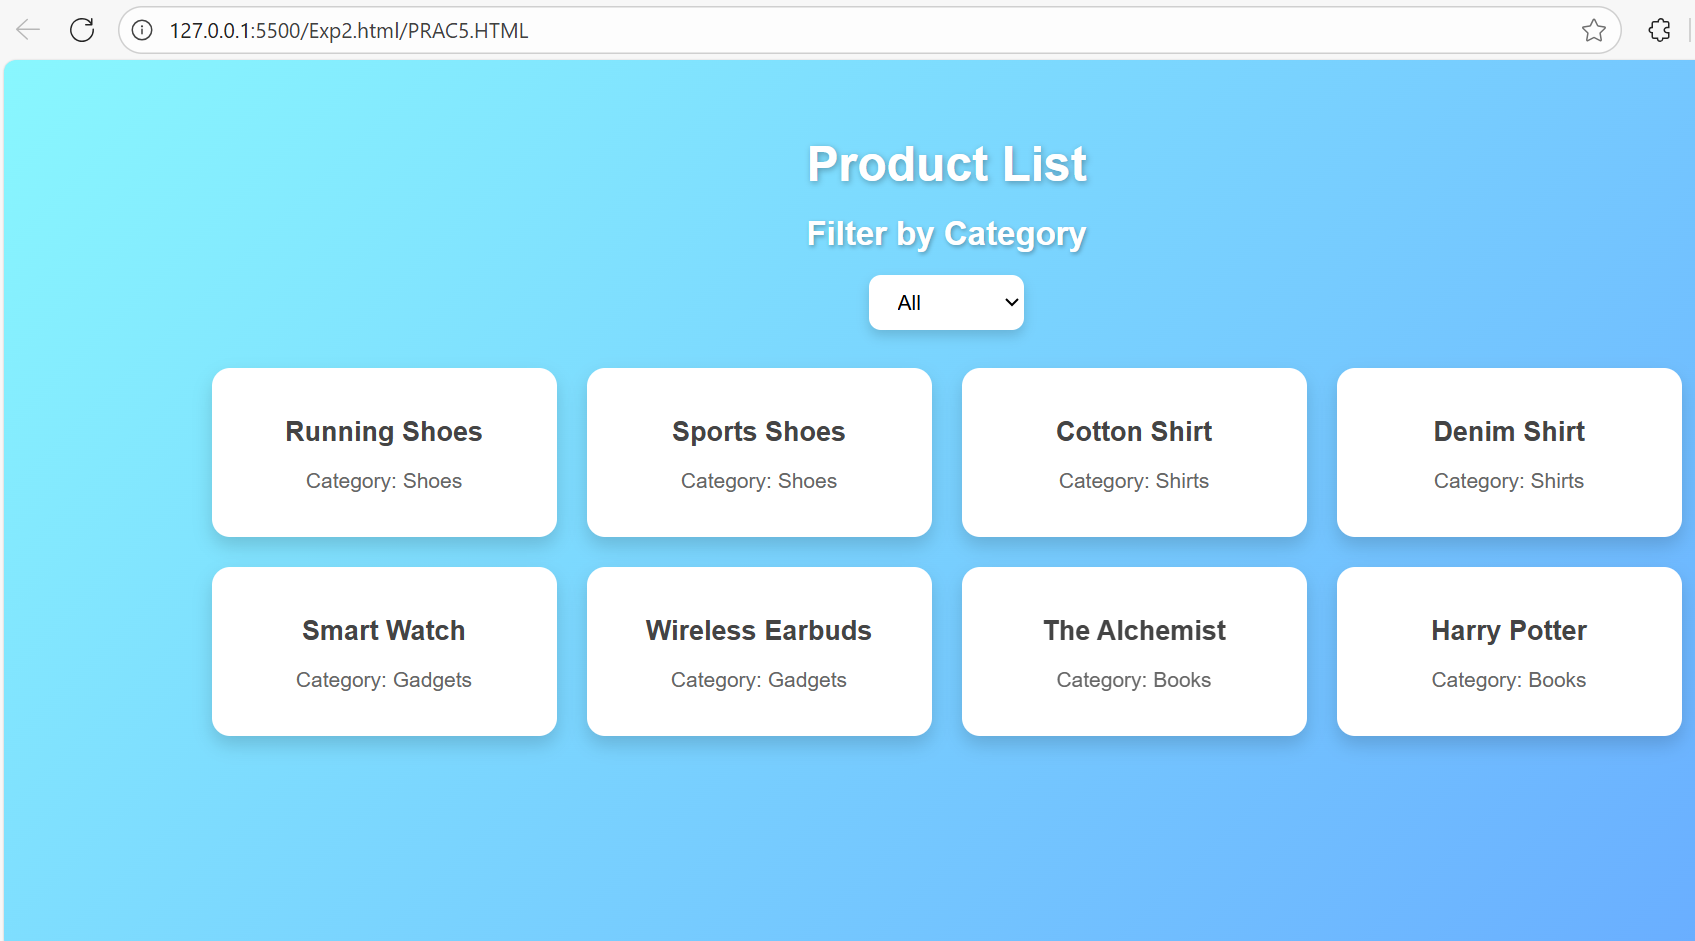 127.0.0.1:5500/Exp2.html/PRAC5.HTML
Product List
Filter by Category
All
Running Shoes
Category: Shoes
Sports Shoes
Category: Shoes
Cotton Shirt
Category: Shirts
Denim Shirt
Category: Shirts
Smart Watch
Category: Gadgets
Wireless Earbuds
Category: Gadgets
The Alchemist
Category: Books
Harry Potter
Category: Books